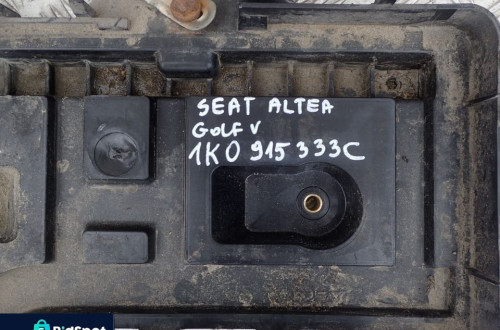 SEAT ALTEA
GOLF V
1K0 915 333C